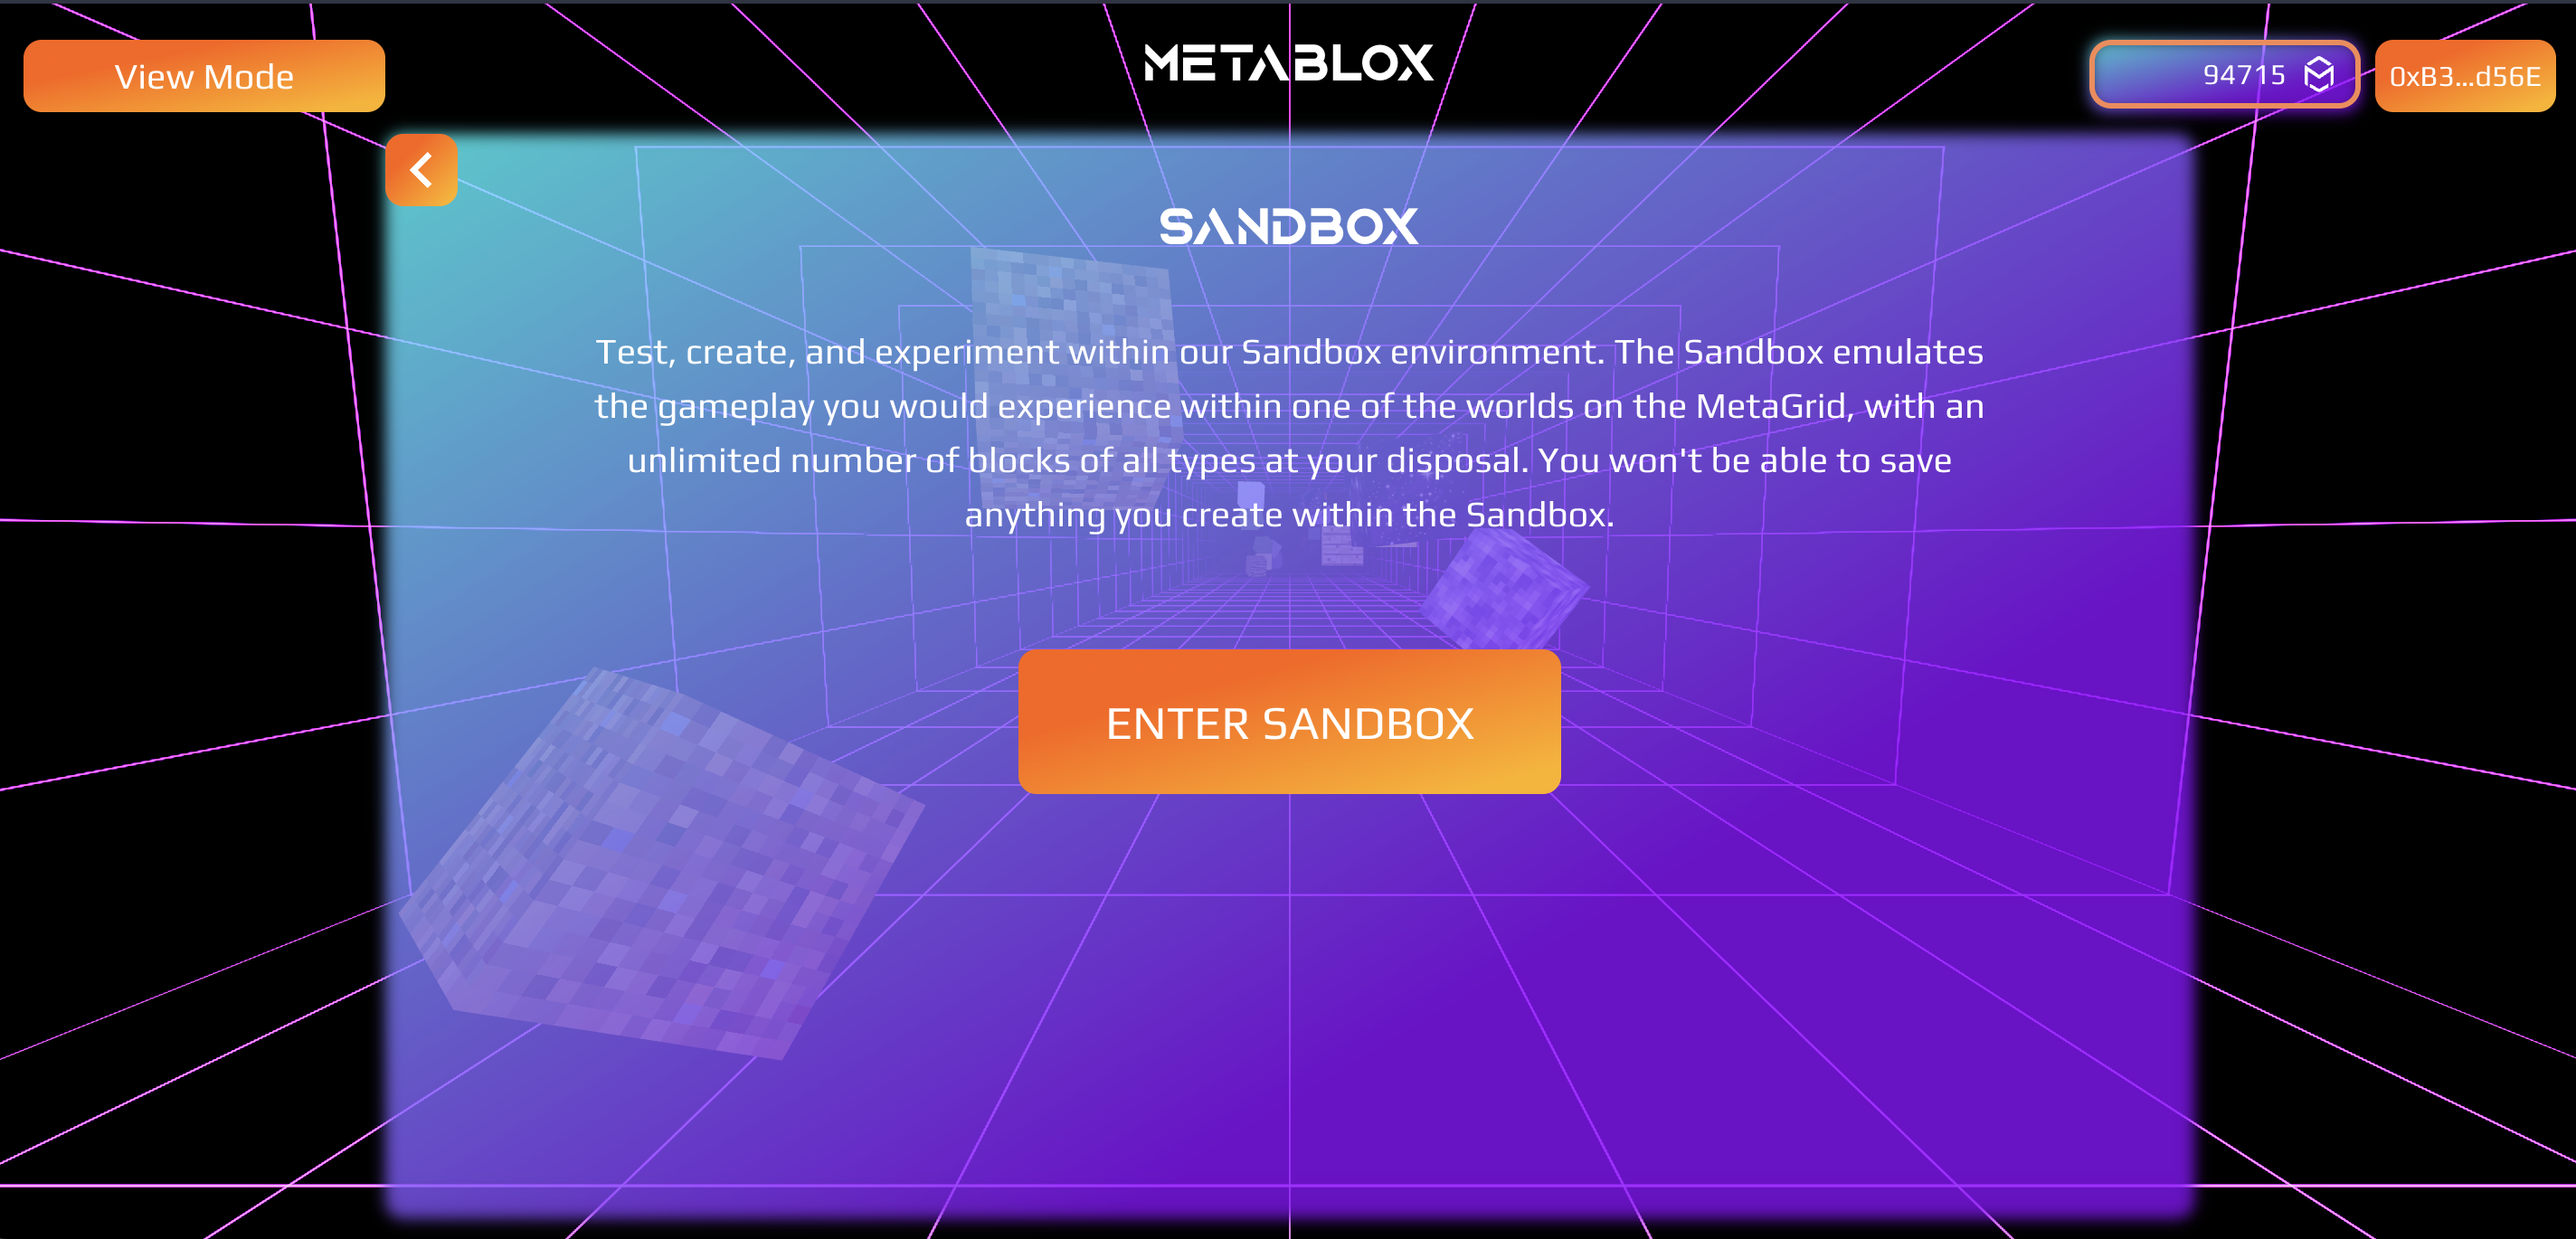 View Mode
METABLOX
94715
0xB3...d56E
SANDBOX
Test, create, and experiment within our Sandbox environment. The Sandbox emulates
the gameplay you would experience within one of the worlds on the MetaGrid, with an
unlimited number of blocks of all types at your disposal. You won't be able to save
anything you create within the Sandbox.
ENTER SANDBOX